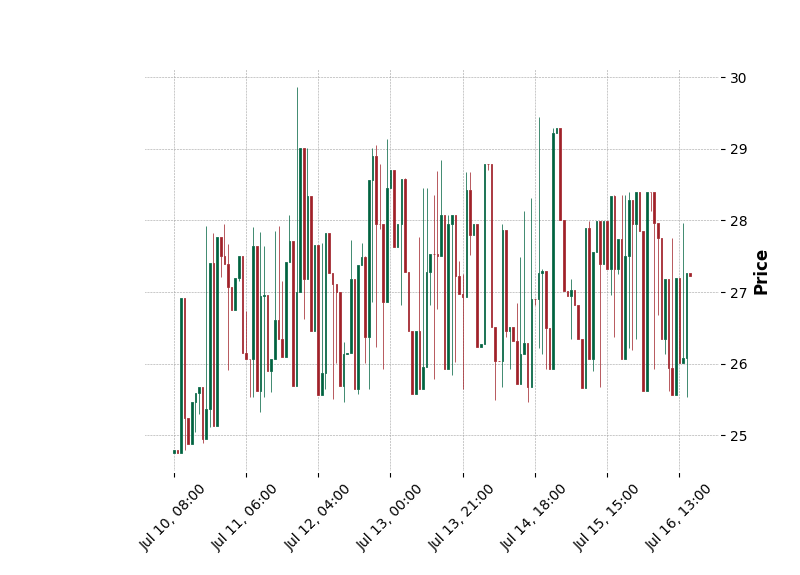 30
29
28
27
26
25
Price
Jul 10, 08:00
Jul 11, 06:00
Jul 12, 04:00
Jul 13, 00:00
Jul 13, 21:00
Jul 14, 18:00
Jul 15, 15:00
Jul 16, 13:00